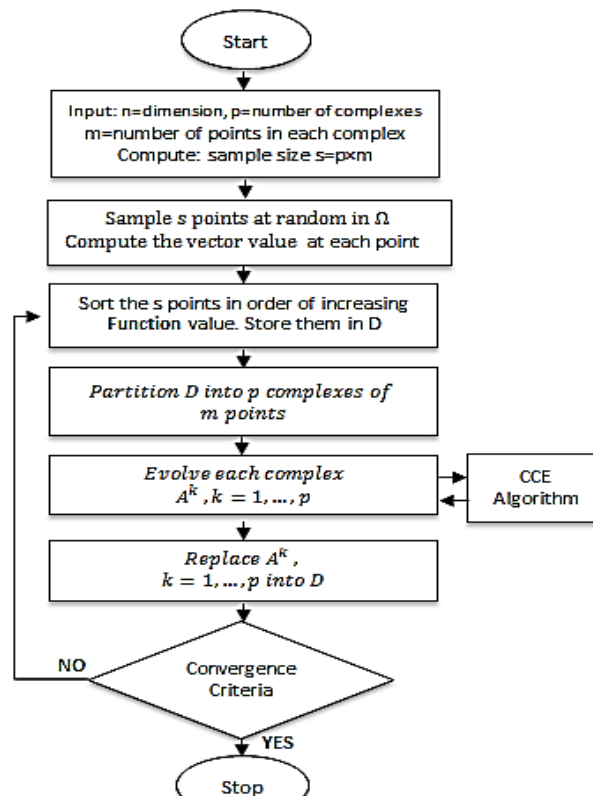 Start
Input: n=dimension, p=number of complexes
m=number of points in each complex
Compute: sample size s=p×m
Sample s points at random in Ω
Compute the vector value at each point
Sort the s points in order of increasing
Function value. Store them in D
Partition D into p complexes of
m points
Evolve each complex
Aᵏ, k = 1, ..., p
CCE
Algorithm
Replace Aᵏ,
k = 1, ..., p into D
NO
Convergence
Criteria
YES
Stop